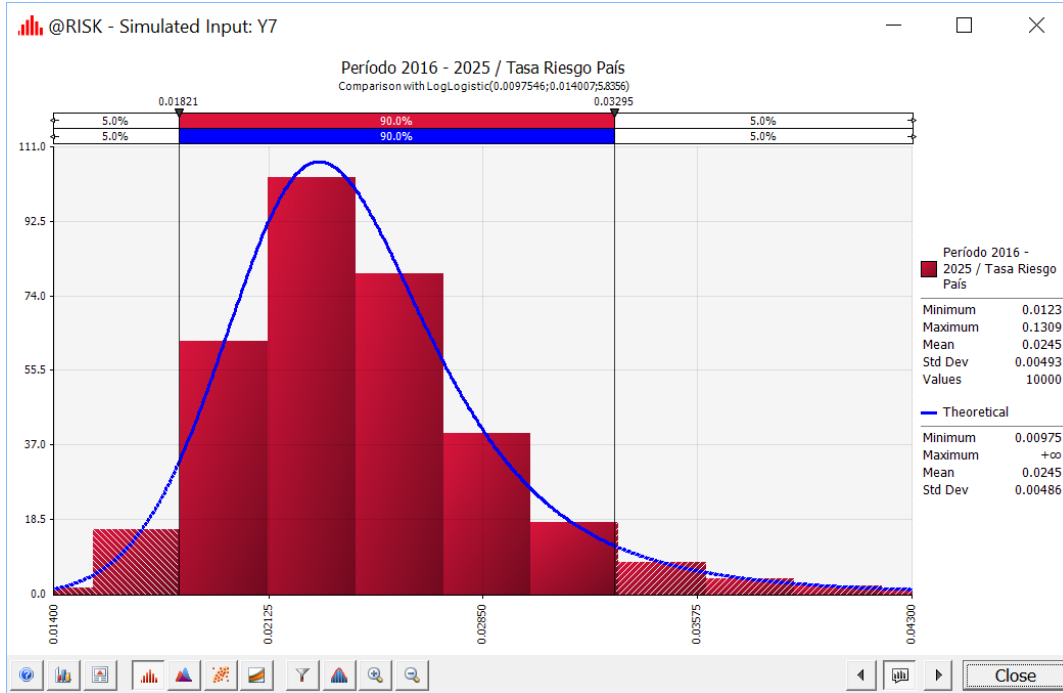 @RISK - Simulated Input: Y7
Período 2016 - 2025 / Tasa Riesgo País
Comparison with LogLogistic(0.0097546;0.014007;5.8356)
0.01821 0.03295
5.0% 90.0% 5.0%
5.0% 90.0% 5.0%
111.0
92.5
74.0
55.5
37.0
18.5
0.0
0.01400 0.02125 0.02850 0.03575 0.04300
Período 2016 -
2025 / Tasa Riesgo
País
Minimum 0.0123
Maximum 0.1309
Mean 0.0245
Std Dev 0.00493
Values 10000
Theoretical
Minimum 0.00975
Maximum +∞
Mean 0.0245
Std Dev 0.00486
Close